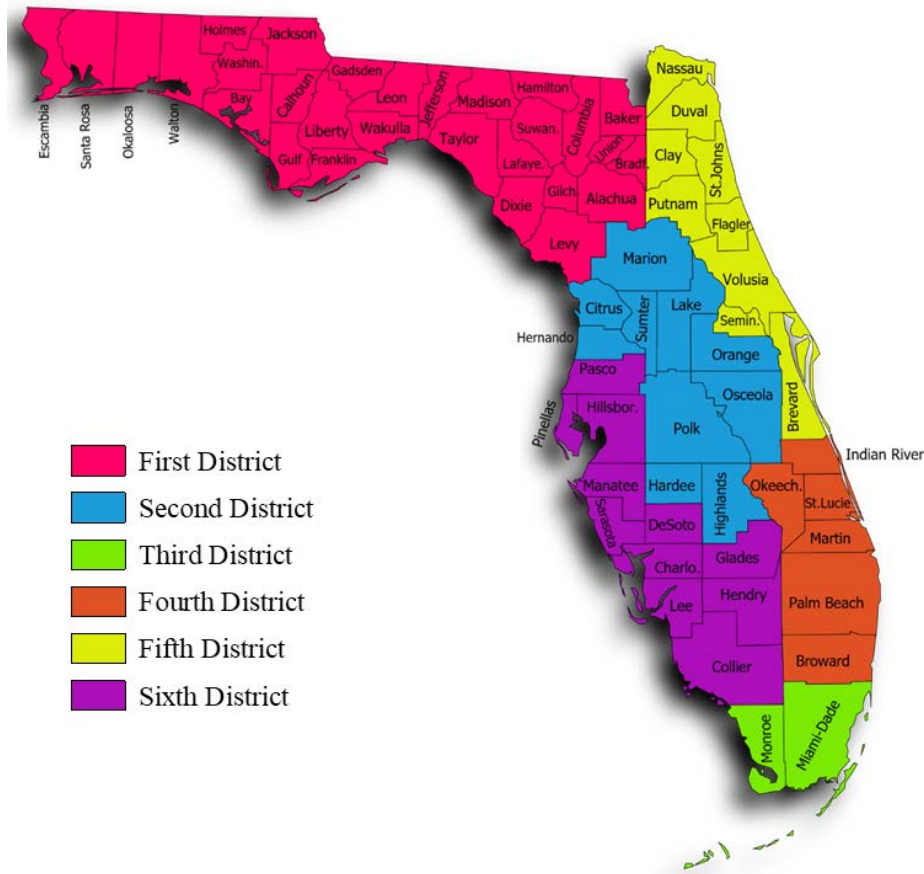 Holmes
Jackson
Washin.
Bay
Calhoun
Gadsden
Leon
Liberty
Wakulla
Gulf
Franklin
Jefferson
Madison
Hamilton
Taylor
Suwan.
Columbia
Baker
Union
Bradf.
Lafaye.
Gilch.
Alachua
Dixie
Levy
Escambia
Santa Rosa
Okaloosa
Walton
Nassau
Duval
Clay
St.Johns
Putnam
Flagler
Volusia
Marion
Citrus
Sumter
Lake
Semin.
Hernando
Orange
Pasco
Osceola
Brevard
Pinellas
Hillsbor.
Polk
Indian River
Manatee
Hardee
Highlands
Okeech.
St.Lucie
Sarasota
DeSoto
Martin
Charlo.
Glades
Lee
Hendry
Palm Beach
Collier
Broward
Monroe
Miami-Dade
First District
Second District
Third District
Fourth District
Fifth District
Sixth District